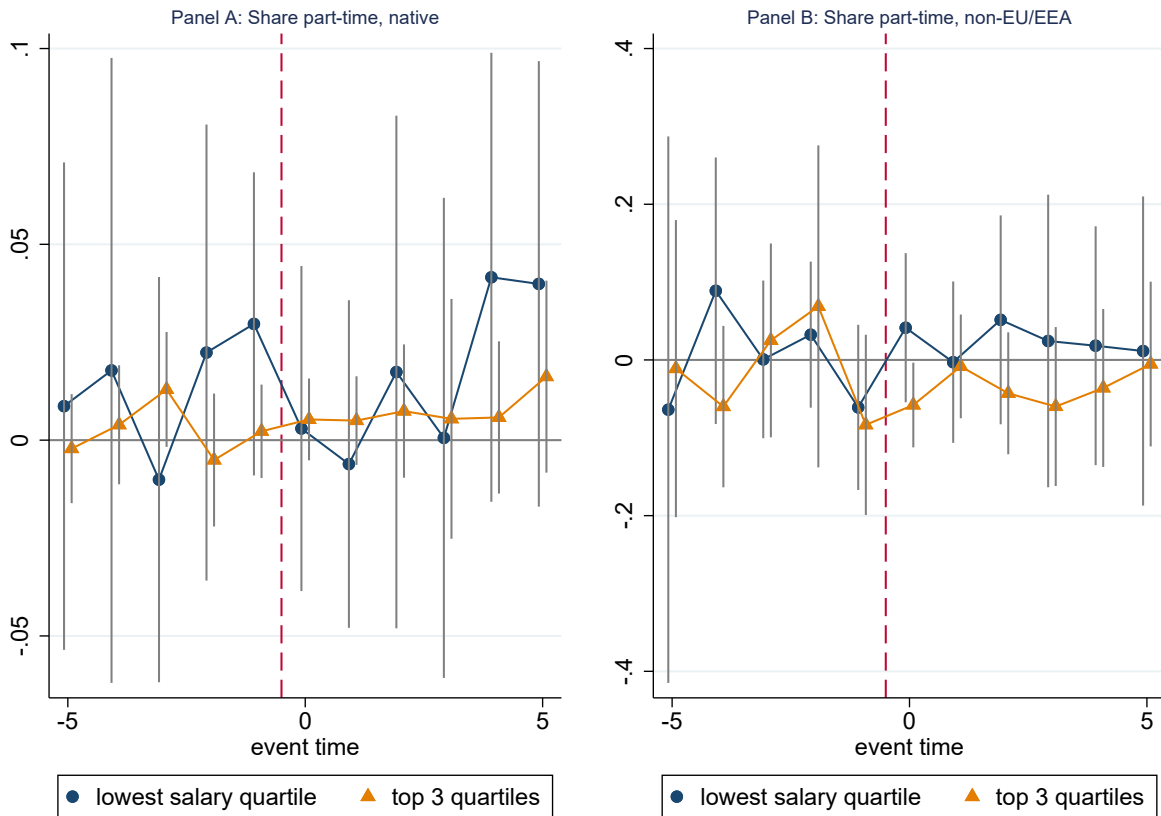 Panel A: Share part-time, native
.1
.05
0
-.05
-5 0 5
event time
lowest salary quartile top 3 quartiles
Panel B: Share part-time, non-EU/EEA
.4
.2
0
-.2
-.4
-5 0 5
event time
lowest salary quartile top 3 quartiles